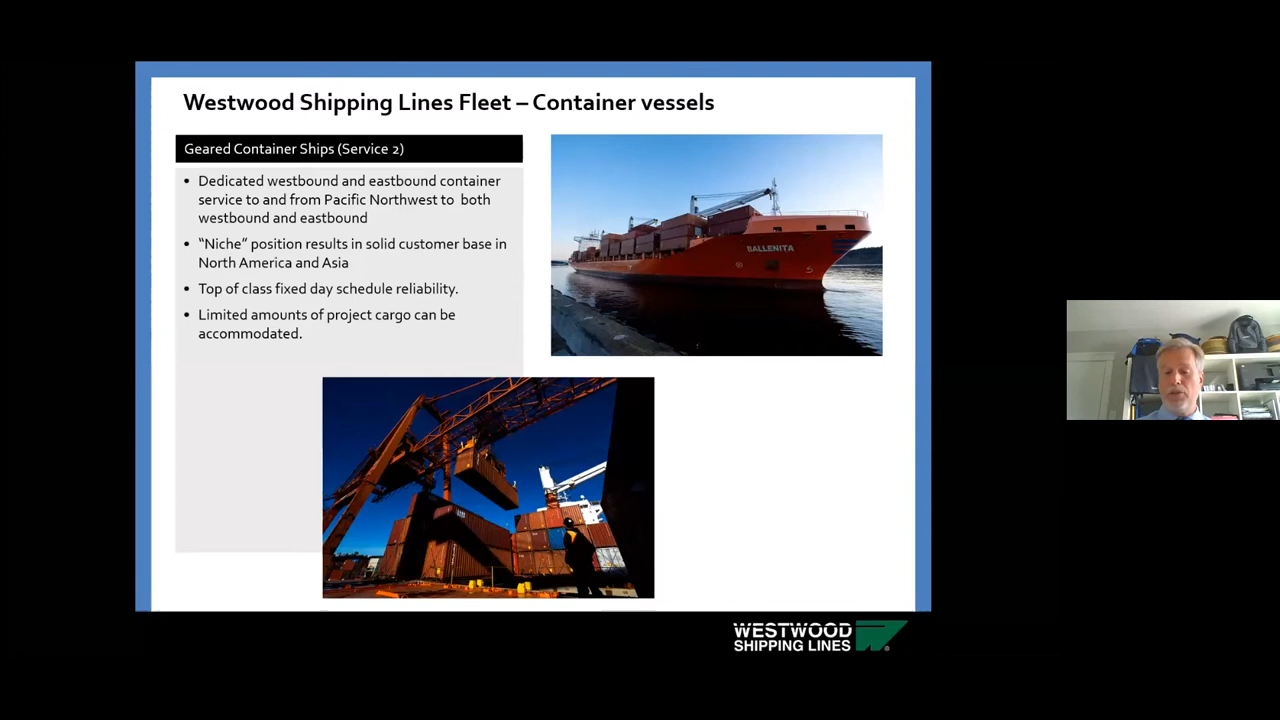 Westwood Shipping Lines Fleet – Container vessels
Geared Container Ships (Service 2)
• Dedicated westbound and eastbound container
service to and from Pacific Northwest to both
westbound and eastbound
• “Niche” position results in solid customer base in
North America and Asia
• Top of class fixed day schedule reliability.
• Limited amounts of project cargo can be
accommodated.
BALLENITA
WESTWOOD
SHIPPING LINES